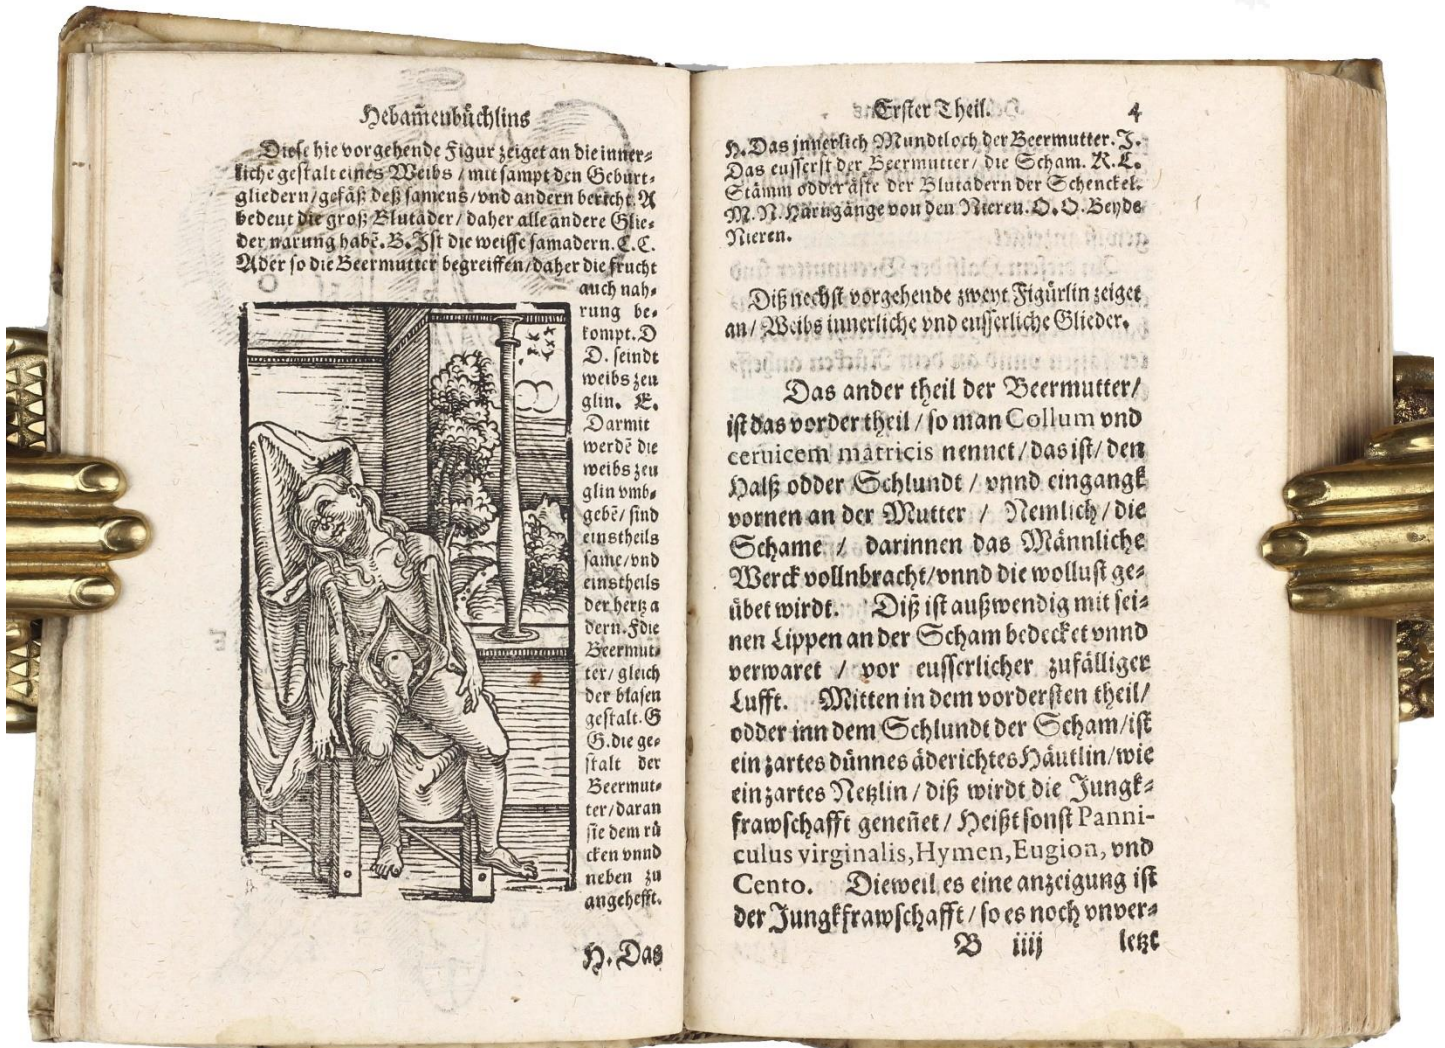 Hebam̃enbüchlins
Diese hie vorgehende Figur zeiget an die inner-
liche gestalt eines Weibs / mit sampt den Geburt-
gliedern / gefäß deß samens / vnd andern bericht. A
bedeut die groß Blutader / daher alle andere Glie-
der narung habē. B. Ist die weisse samadern. C. C.
Ader so die Beermutter begreiffen / daher die frucht
auch nah-
rung be-
kompt. D
D. seindt
weibs zeu
glin. E.
Darmit
werdē die
weibs zeu
glin vmb-
gebē / sind
einstheils
same / vnd
einstheils
der hertz a
dern. F die
Beermut-
ter / gleich
der blasen
gestalt. G
G. die ge-
stalt der
Beermut-
ter / daran
sie dem rü
cken vnnd
neben zu
angehefft.
H. Das
Erster Theil. 4
H. Das jnnerlich Mundtloch der Beermutter. J.
Das eusserst der Beermutter / die Scham. K. L.
Stämm odder äste der Blutadern der Schenckel.
M. N. Harngänge von den Nieren. O. O. Beyde
Nieren.
Diß nechst vorgehende zweyt Figürlin zeiget
an / Weibs innerliche vnd eusserliche Glieder.
Das ander theil der Beermutter /
ist das vorder theil / so man Collum vnd
ceruicem matricis nennet / das ist / den
Halß odder Schlundt / vnnd eingangk
vornen an der Mutter / Nemlich / die
Schame / darinnen das Männliche
Werck vollnbracht / vnnd die wollust ge-
übet wirdt. Diß ist außwendig mit sei-
nen Lippen an der Scham bedecket vnnd
verwaret / vor eusserlicher zufälliger
Lufft. Mitten in dem vordersten theil /
odder inn dem Schlundt der Scham / ist
ein zartes dünnes äderichtes Häutlin / wie
ein zartes Netzlin / diß wirdt die Jungk-
frawschafft geneñet / Heißt sonst Panni-
culus virginalis, Hymen, Eugion, vnd
Cento. Dieweil es eine anzeigung ist
der Jungkfrawschafft / so es noch vnver-
B iiij letzt